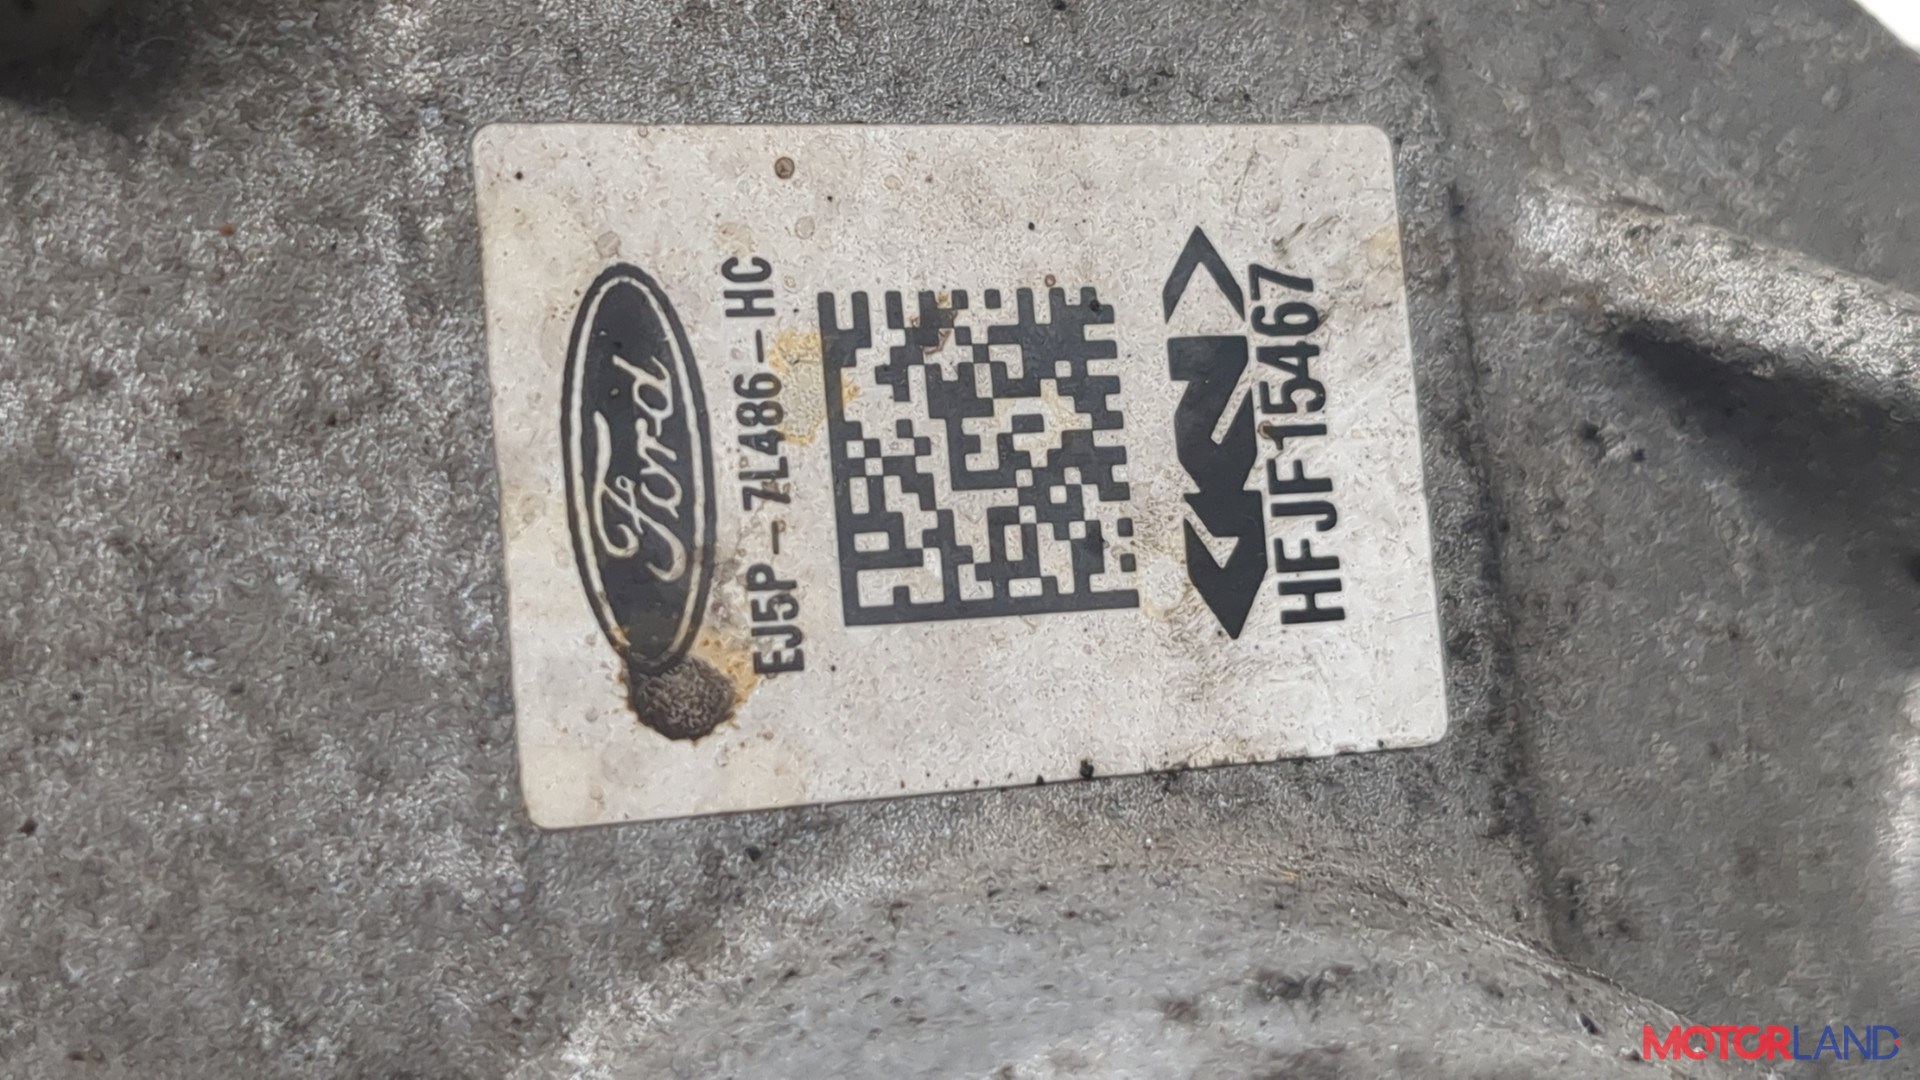 Ford
EJ5P-7L486-HC
HFJF15467
MOTORLAND